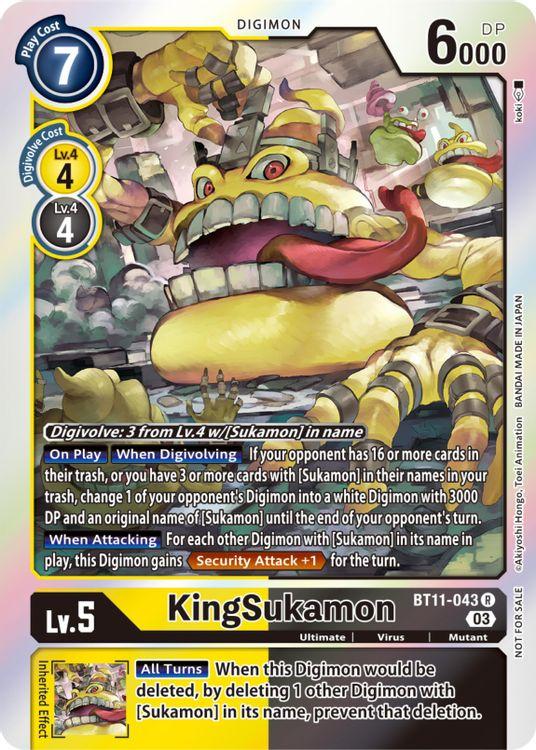 Play Cost
7
DIGIMON
DP
6000
Digivolve Cost
Lv.4
4
Lv.4
4
koki
Digivolve: 3 from Lv.4 w/[Sukamon] in name
On Play When Digivolving If your opponent has 16 or more cards in
their trash, or you have 3 or more cards with [Sukamon] in their names in your
trash, change 1 of your opponent's Digimon into a white Digimon with 3000
DP and an original name of [Sukamon] until the end of your opponent's turn.
When Attacking For each other Digimon with [Sukamon] in its name in
play, this Digimon gains Security Attack +1 for the turn.
©Akiyoshi Hongo, Toei Animation BANDAI MADE IN JAPAN
NOT FOR SALE
Lv.5
KingSukamon
BT11-043 R
03
Ultimate | Virus | Mutant
Inherited Effect
All Turns When this Digimon would be
deleted, by deleting 1 other Digimon with
[Sukamon] in its name, prevent that deletion.